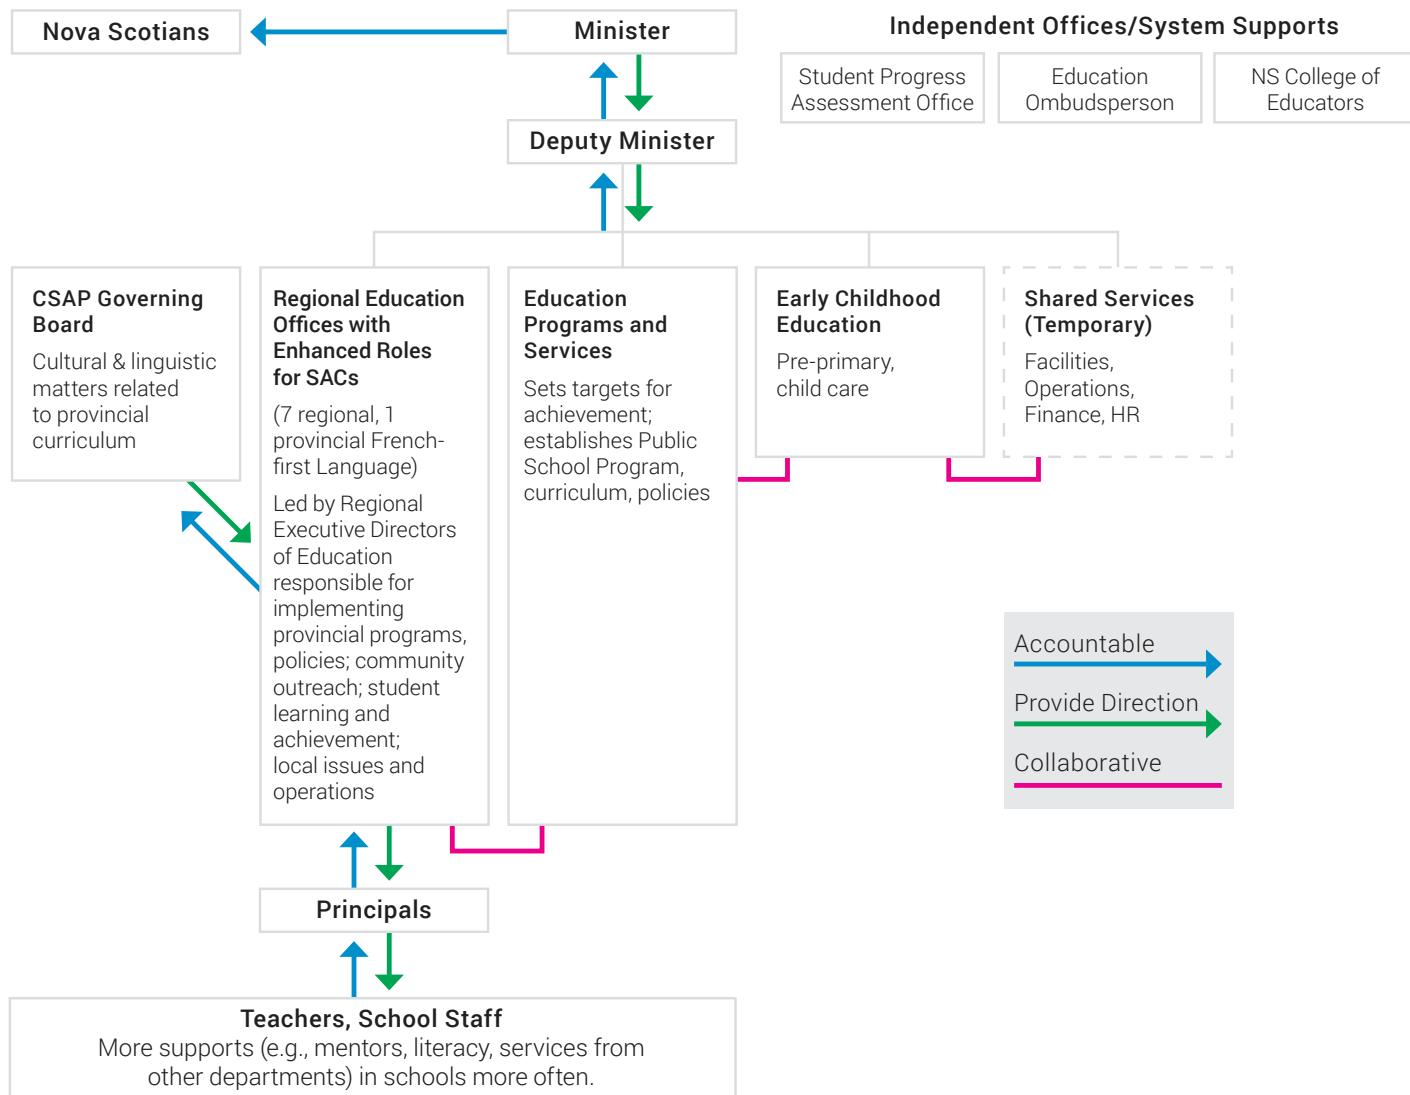 Nova Scotians
Minister
Independent Offices/System Supports
Student Progress
Assessment Office
Education
Ombudsperson
NS College of
Educators
Deputy Minister
CSAP Governing
Board
Cultural & linguistic
matters related
to provincial
curriculum
Regional Education
Offices with
Enhanced Roles
for SACs
(7 regional, 1
provincial French-
first Language)
Led by Regional
Executive Directors
of Education
responsible for
implementing
provincial programs,
policies; community
outreach; student
learning and
achievement;
local issues and
operations
Education
Programs and
Services
Sets targets for
achievement;
establishes Public
School Program,
curriculum, policies
Early Childhood
Education
Pre-primary,
child care
Shared Services
(Temporary)
Facilities,
Operations,
Finance, HR
Accountable
Provide Direction
Collaborative
Principals
Teachers, School Staff
More supports (e.g., mentors, literacy, services from
other departments) in schools more often.